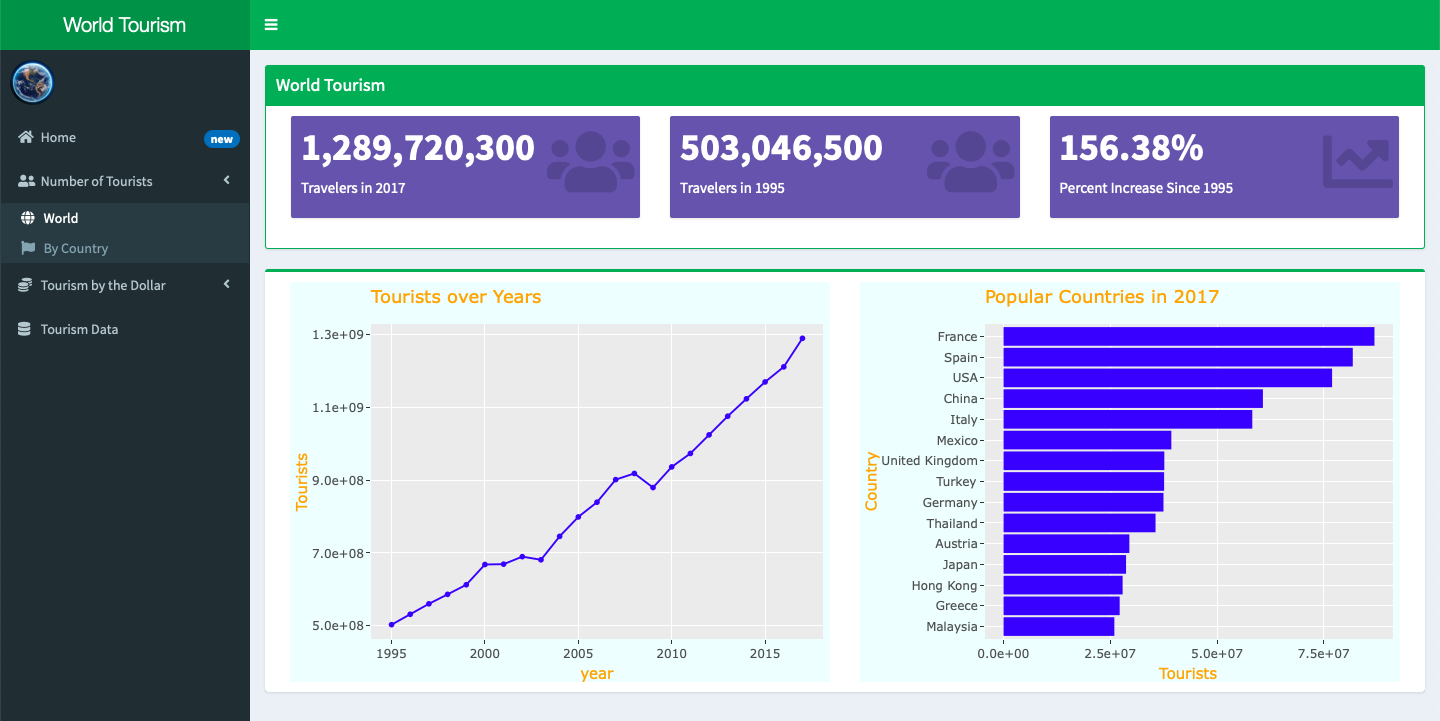 World Tourism
Home
new
Number of Tourists
World
By Country
Tourism by the Dollar
Tourism Data
World Tourism
1,289,720,300
Travelers in 2017
503,046,500
Travelers in 1995
156.38%
Percent Increase Since 1995
Tourists over Years
1.3e+09
1.1e+09
9.0e+08
7.0e+08
5.0e+08
Tourists
1995 2000 2005 2010 2015
year
Popular Countries in 2017
France
Spain
USA
China
Italy
Mexico
United Kingdom
Turkey
Germany
Thailand
Austria
Japan
Hong Kong
Greece
Malaysia
Country
0.0e+00 2.5e+07 5.0e+07 7.5e+07
Tourists